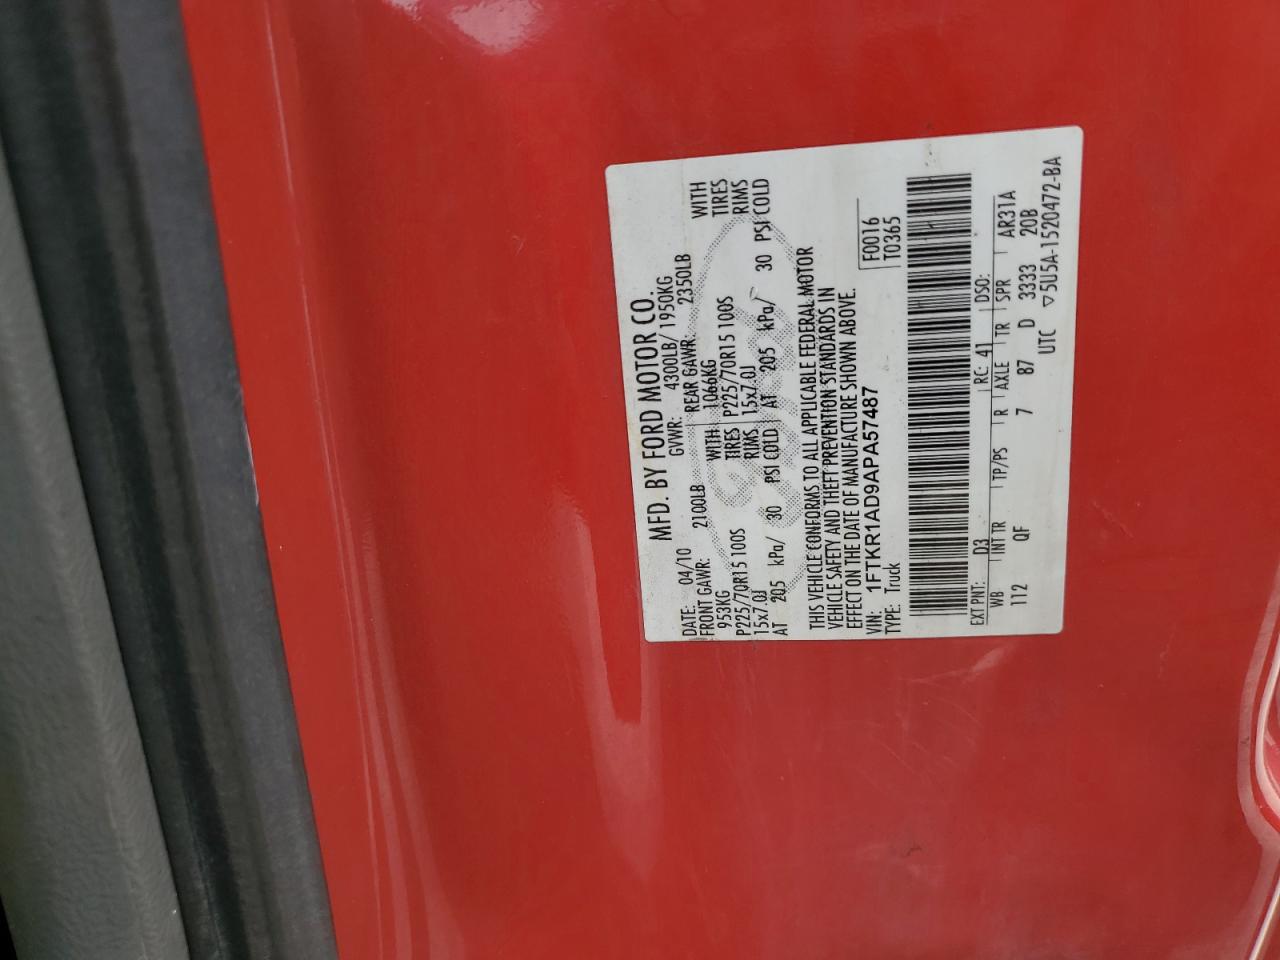 MFD. BY FORD MOTOR CO.
DATE: 04/10 GVWR: 4300LB/ 1950KG
FRONT GAWR: 2100LB REAR GAWR: 2350LB
953KG WITH 1066KG WITH
P225/70R15 100S TIRES P225/70R15 100S TIRES
15x7.0J RIMS 15x7.0J RIMS
AT 205 kPa/ 30 PSI COLD AT 205 kPa/ 30 PSI COLD
THIS VEHICLE CONFORMS TO ALL APPLICABLE FEDERAL MOTOR
VEHICLE SAFETY AND THEFT PREVENTION STANDARDS IN
EFFECT ON THE DATE OF MANUFACTURE SHOWN ABOVE.
VIN: 1FTKR1AD9APA57487 F0016
TYPE: Truck T0365
EXT PNT: D3 RC: 41 DSO:
WB INT TR TP/PS R AXLE TR SPR AR31A
112 QF 7 87 D 3333 20B
UTC ▽5U5A-1520472-BA